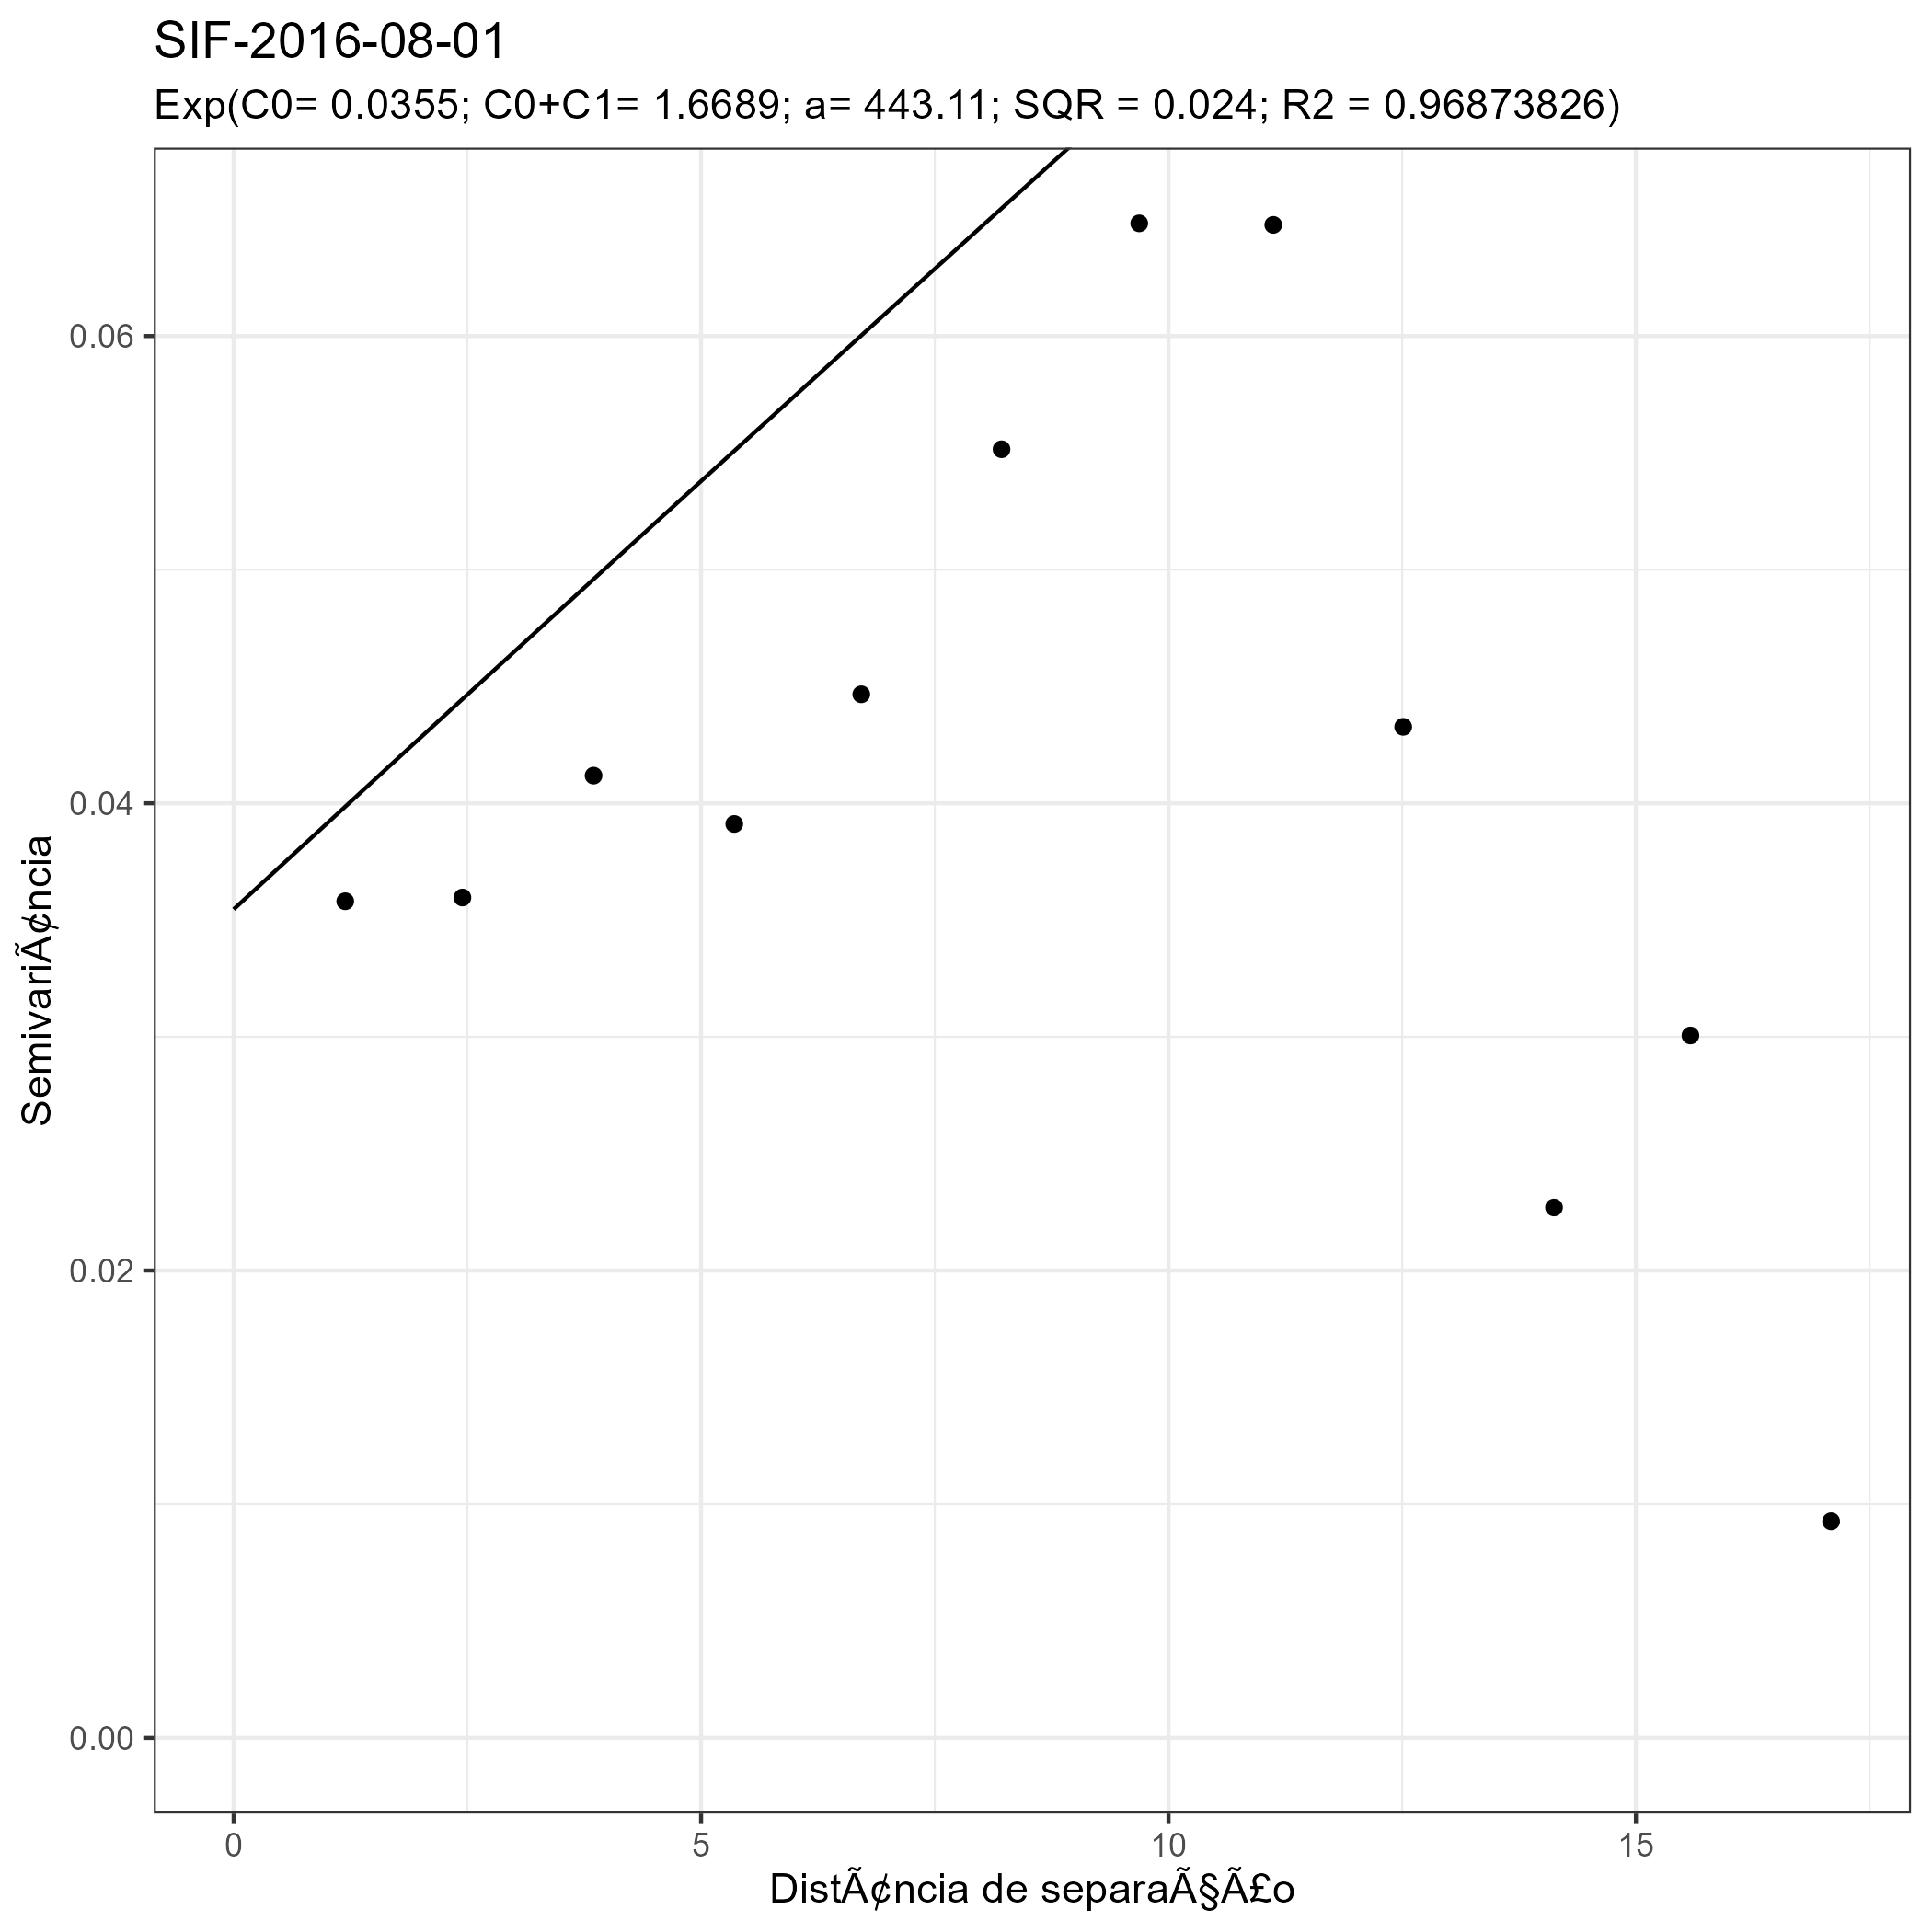 SIF-2016-08-01
Exp(C0= 0.0355; C0+C1= 1.6689; a= 443.11; SQR = 0.024; R2 = 0.96873826)
SemivariÃ¢ncia
0.06
0.04
0.02
0.00
0
5
10
15
DistÃ¢ncia de separaÃ§Ã£o